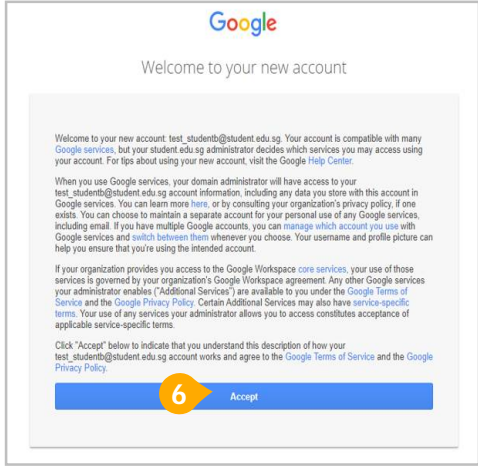 Google
Welcome to your new account
Welcome to your new account: test_studentb@student.edu.sg. Your account is compatible with many
Google services, but your student.edu.sg administrator decides which services you may access using
your account. For tips about using your new account, visit the Google Help Center.
When you use Google services, your domain administrator will have access to your
test_studentb@student.edu.sg account information, including any data you store with this account in
Google services. You can learn more here, or by consulting your organization's privacy policy, if one
exists. You can choose to maintain a separate account for your personal use of any Google services,
including email. If you have multiple Google accounts, you can manage which account you use with
Google services and switch between them whenever you choose. Your username and profile picture can
help you ensure that you're using the intended account.
If your organization provides you access to the Google Workspace core services, your use of those
services is governed by your organization's Google Workspace agreement. Any other Google services
your administrator enables ("Additional Services") are available to you under the Google Terms of
Service and the Google Privacy Policy. Certain Additional Services may also have service-specific
terms. Your use of any services your administrator allows you to access constitutes acceptance of
applicable service-specific terms.
Click "Accept" below to indicate that you understand this description of how your
test_studentb@student.edu.sg account works and agree to the Google Terms of Service and the Google
Privacy Policy.
6 Accept